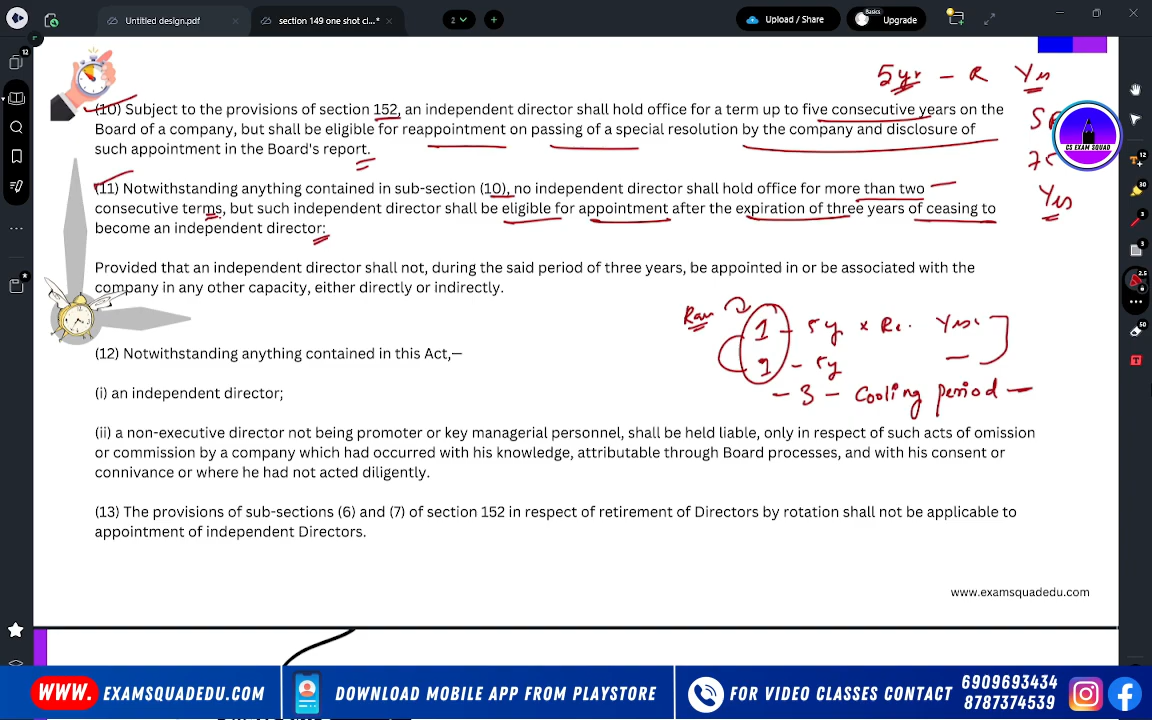 Untitled design.pdf
section 149 one shot cl...*
2
Upload / Share
Basics
Upgrade
5yr - R Yes
(10) Subject to the provisions of section 152, an independent director shall hold office for a term up to five consecutive years on the
Board of a company, but shall be eligible for reappointment on passing of a special resolution by the company and disclosure of
such appointment in the Board's report.
CS EXAM SQUAD
(11) Notwithstanding anything contained in sub-section (10), no independent director shall hold office for more than two
consecutive terms, but such independent director shall be eligible for appointment after the expiration of three years of ceasing to
become an independent director:
Yes
Provided that an independent director shall not, during the said period of three years, be appointed in or be associated with the
company in any other capacity, either directly or indirectly.
Ram 1 - 5y x Re. Yes.
1 - 5y
- 3 - Cooling period -
(12) Notwithstanding anything contained in this Act,—
(i) an independent director;
(ii) a non-executive director not being promoter or key managerial personnel, shall be held liable, only in respect of such acts of omission
or commission by a company which had occurred with his knowledge, attributable through Board processes, and with his consent or
connivance or where he had not acted diligently.
(13) The provisions of sub-sections (6) and (7) of section 152 in respect of retirement of Directors by rotation shall not be applicable to
appointment of independent Directors.
www.examsquadedu.com
WWW. EXAMSQUADEDU.COM
DOWNLOAD MOBILE APP FROM PLAYSTORE
FOR VIDEO CLASSES CONTACT
6909693434
8787374539